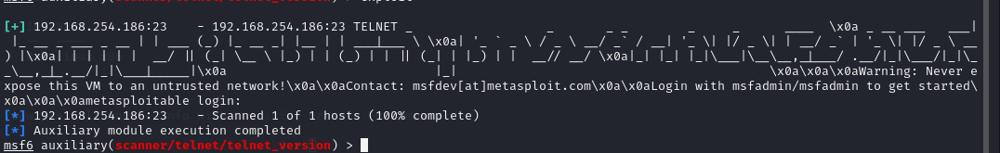 msf6 auxiliary(scanner/telnet/telnet_version) > exploit
[+] 192.168.254.186:23    - 192.168.254.186:23 TELNET _                  _       _ _        _     _      ____  \x0a _ __ ___   ___|
 |_ __ _ ___ _ __ | | ___ (_) |_ __ _| |__ | | ___|___ \ \x0a| '_ ` _ \ / _ \ __/ _` / __| '_ \| |/ _ \| | __/ _` | '_ \| |/ _ \ __
) |\x0a| | | | | |  __/ || (_| \__ \ |_) | | (_) | | || (_| | |_) | |  __// __/ \x0a|_| |_| |_|\___|\__\__,_|___/ .__/|_|\___/|_|\_
_\__,_|_.__/|_|\___|_____|\x0a                            |_|                                          \x0a\x0a\x0aWarning: Never e
xpose this VM to an untrusted network!\x0a\x0aContact: msfdev[at]metasploit.com\x0a\x0aLogin with msfadmin/msfadmin to get started\
x0a\x0a\x0ametasploitable login:
[*] 192.168.254.186:23    - Scanned 1 of 1 hosts (100% complete)
[*] Auxiliary module execution completed
msf6 auxiliary(scanner/telnet/telnet_version) >